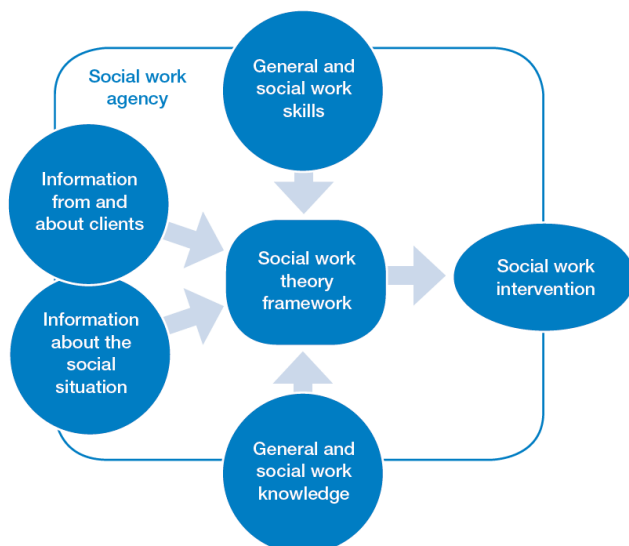 Social work
agency
General and
social work
skills
Information
from and
about clients
Social work
theory
framework
Social work
intervention
Information
about the
social
situation
General and
social work
knowledge